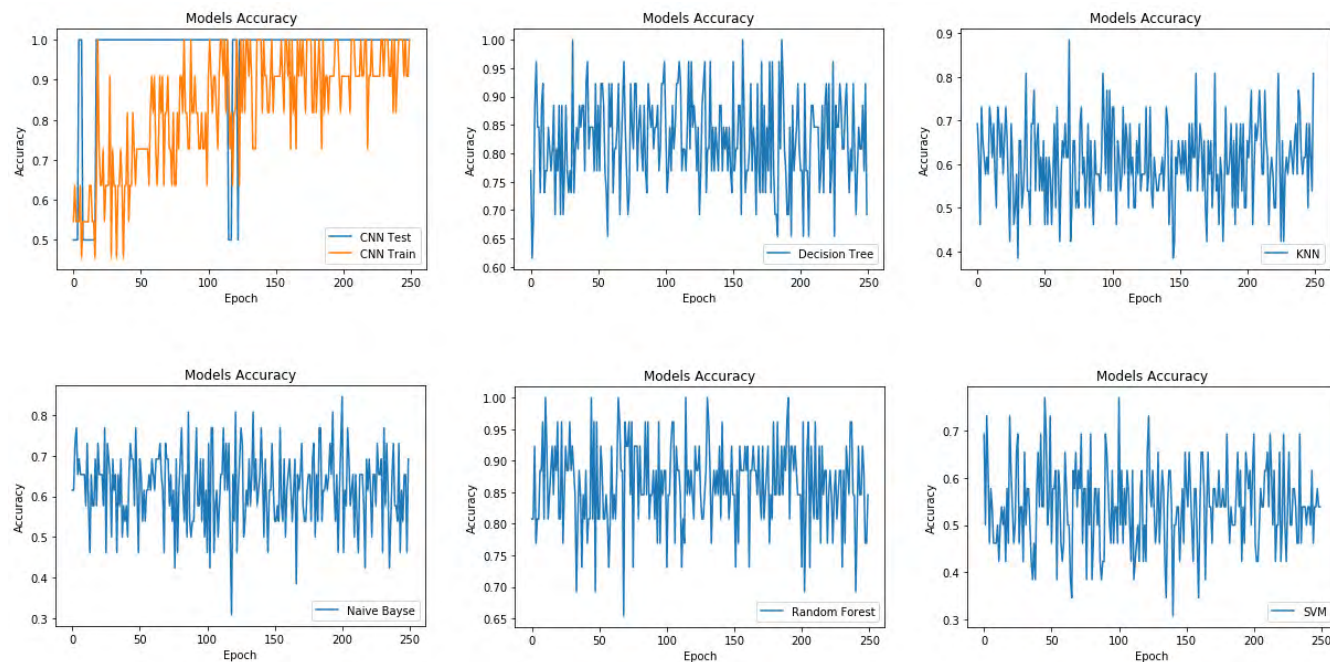 Models Accuracy
Accuracy
1.0
0.9
0.8
0.7
0.6
0.5
0 50 100 150 200 250
Epoch
CNN Test
CNN Train
Models Accuracy
Accuracy
1.00
0.95
0.90
0.85
0.80
0.75
0.70
0.65
0.60
0 50 100 150 200 250
Epoch
Decision Tree
Models Accuracy
Accuracy
0.9
0.8
0.7
0.6
0.5
0.4
0 50 100 150 200 250
Epoch
KNN
Models Accuracy
Accuracy
0.8
0.7
0.6
0.5
0.4
0.3
0 50 100 150 200 250
Epoch
Naive Bayse
Models Accuracy
Accuracy
1.00
0.95
0.90
0.85
0.80
0.75
0.70
0.65
0 50 100 150 200 250
Epoch
Random Forest
Models Accuracy
Accuracy
0.7
0.6
0.5
0.4
0.3
0 50 100 150 200 250
Epoch
SVM